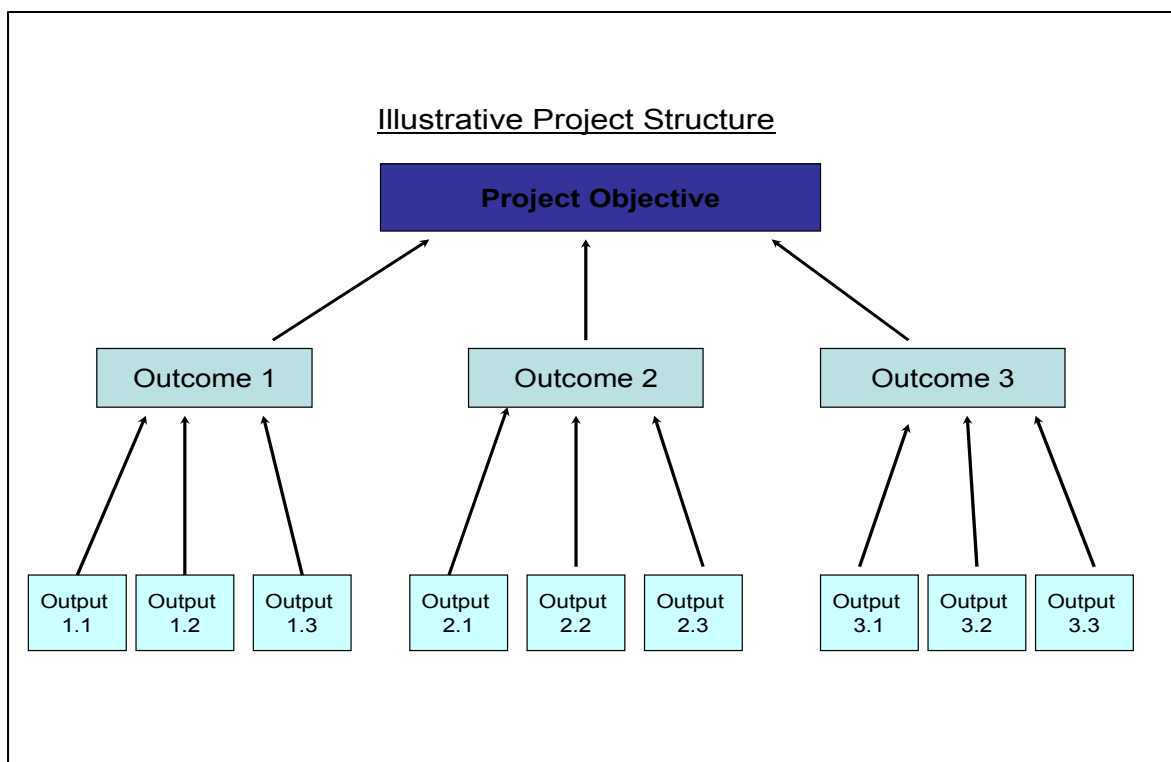 Illustrative Project Structure
Project Objective
Outcome 1
Outcome 2
Outcome 3
Output
1.1
Output
1.2
Output
1.3
Output
2.1
Output
2.2
Output
2.3
Output
3.1
Output
3.2
Output
3.3